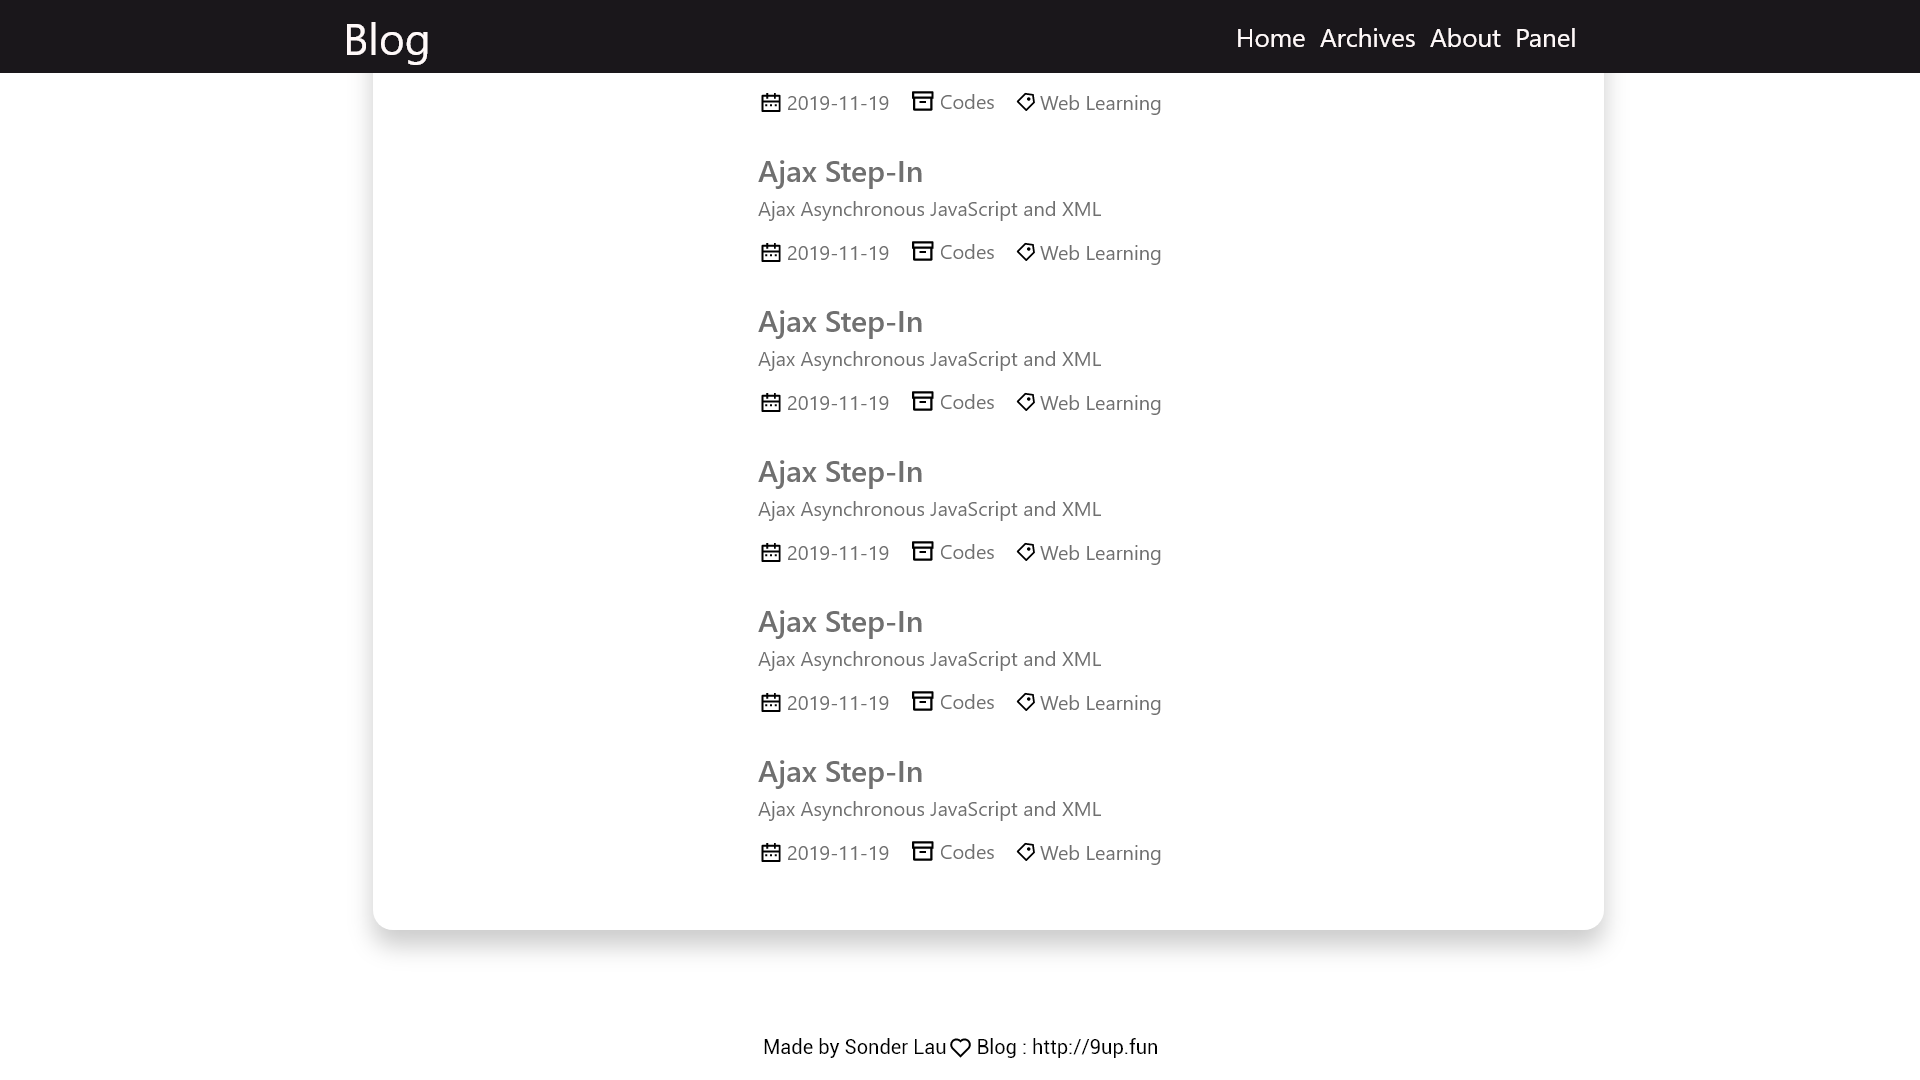 Blog Home Archives About Panel
2019-11-19 Codes Web Learning
Ajax Step-In
Ajax Asynchronous JavaScript and XML
2019-11-19 Codes Web Learning
Ajax Step-In
Ajax Asynchronous JavaScript and XML
2019-11-19 Codes Web Learning
Ajax Step-In
Ajax Asynchronous JavaScript and XML
2019-11-19 Codes Web Learning
Ajax Step-In
Ajax Asynchronous JavaScript and XML
2019-11-19 Codes Web Learning
Ajax Step-In
Ajax Asynchronous JavaScript and XML
2019-11-19 Codes Web Learning
Made by Sonder Lau Blog : http://9up.fun